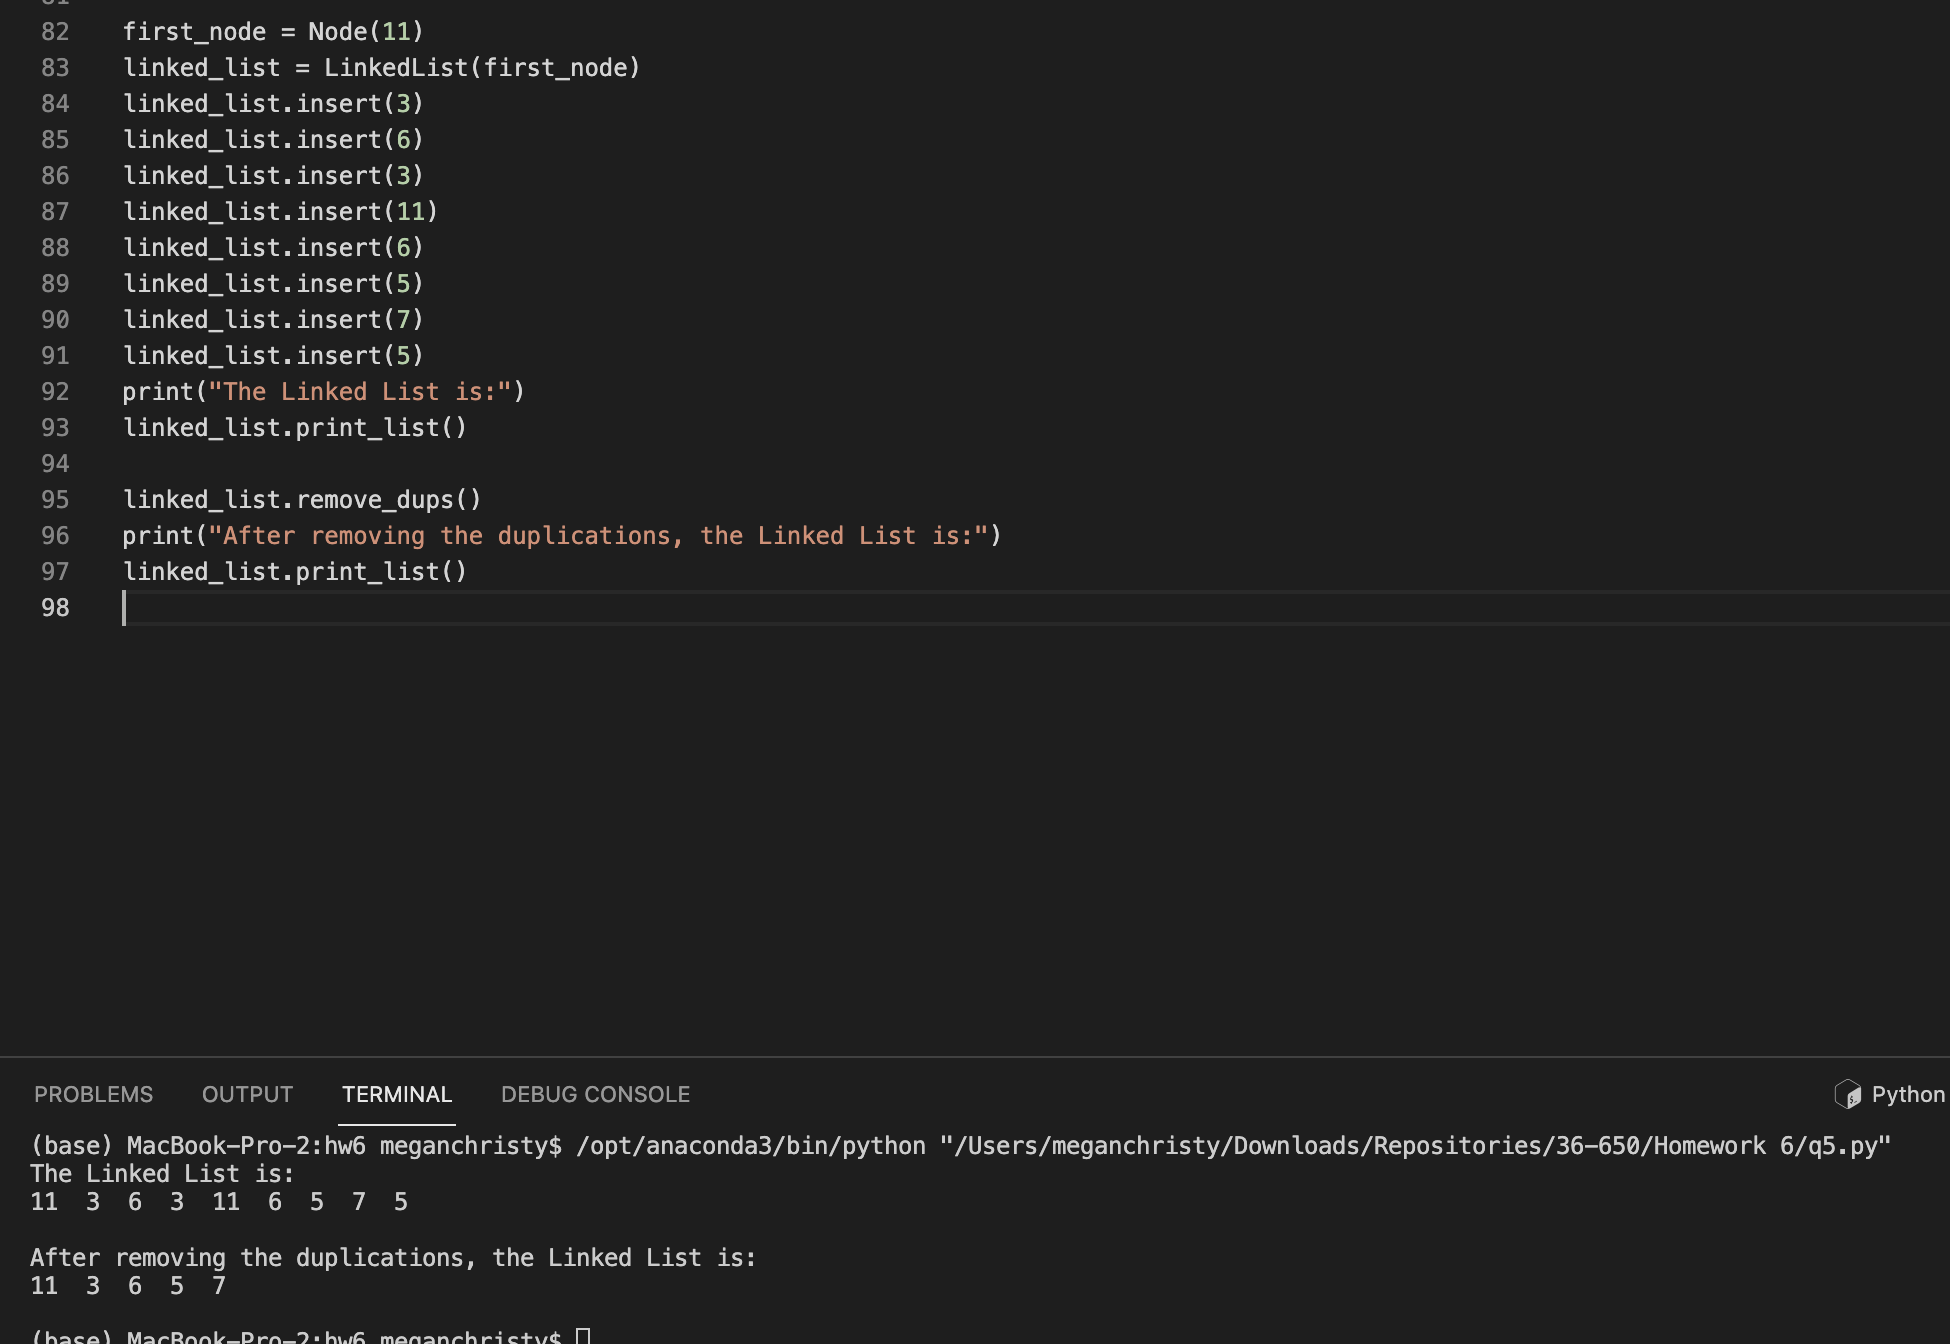 81
82 first_node = Node(11)
83 linked_list = LinkedList(first_node)
84 linked_list.insert(3)
85 linked_list.insert(6)
86 linked_list.insert(3)
87 linked_list.insert(11)
88 linked_list.insert(6)
89 linked_list.insert(5)
90 linked_list.insert(7)
91 linked_list.insert(5)
92 print("The Linked List is:")
93 linked_list.print_list()
94
95 linked_list.remove_dups()
96 print("After removing the duplications, the Linked List is:")
97 linked_list.print_list()
98
PROBLEMS OUTPUT TERMINAL DEBUG CONSOLE Python
(base) MacBook-Pro-2:hw6 meganchristy$ /opt/anaconda3/bin/python "/Users/meganchristy/Downloads/Repositories/36-650/Homework 6/q5.py"
The Linked List is:
11 3 6 3 11 6 5 7 5
After removing the duplications, the Linked List is:
11 3 6 5 7
(base) MacBook-Pro-2:hw6 meganchristy$